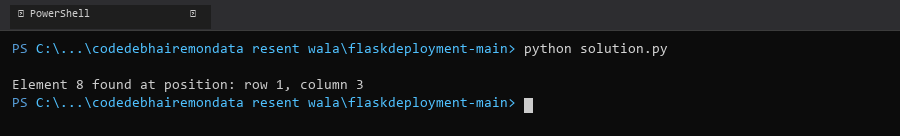 PowerShell
PS C:\...\codedebhairemondata resent wala\flaskdeployment-main> python solution.py
Element 8 found at position: row 1, column 3
PS C:\...\codedebhairemondata resent wala\flaskdeployment-main>